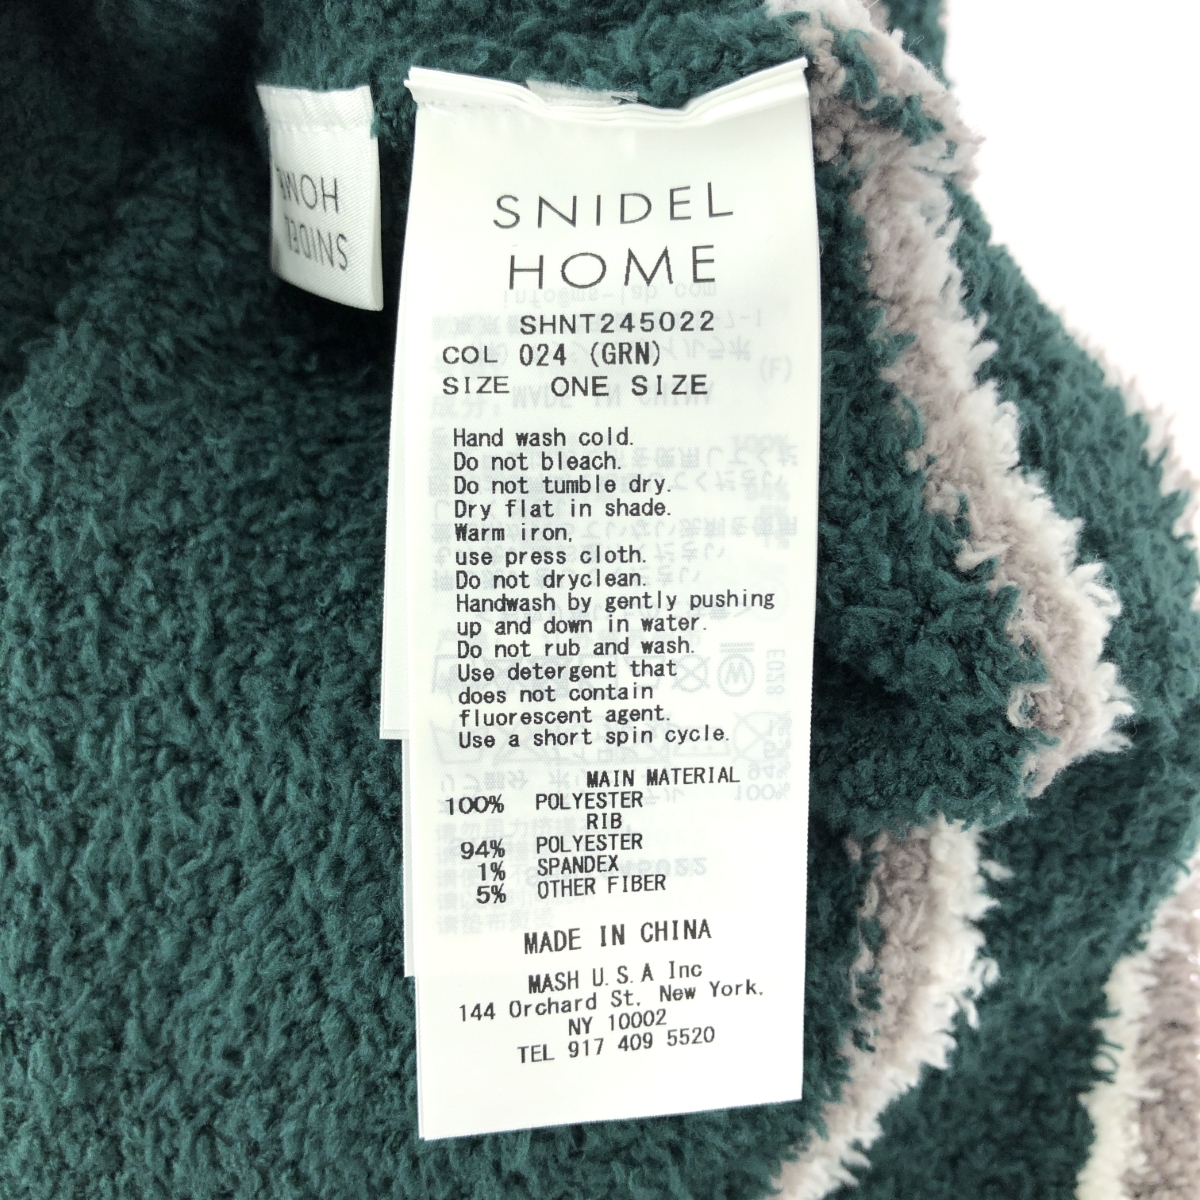 SNIDEL
HOME
SNIDEL
HOME
SHNT245022
COL 024 (GRN)
SIZE ONE SIZE
Hand wash cold.
Do not bleach.
Do not tumble dry.
Dry flat in shade.
Warm iron,
use press cloth.
Do not dryclean.
Handwash by gently pushing
up and down in water.
Do not rub and wash.
Use detergent that
does not contain
fluorescent agent.
Use a short spin cycle.
MAIN MATERIAL
100% POLYESTER
RIB
94% POLYESTER
1% SPANDEX
5% OTHER FIBER
MADE IN CHINA
MASH U.S.A Inc
144 Orchard St. New York.
NY 10002
TEL 917 409 5520